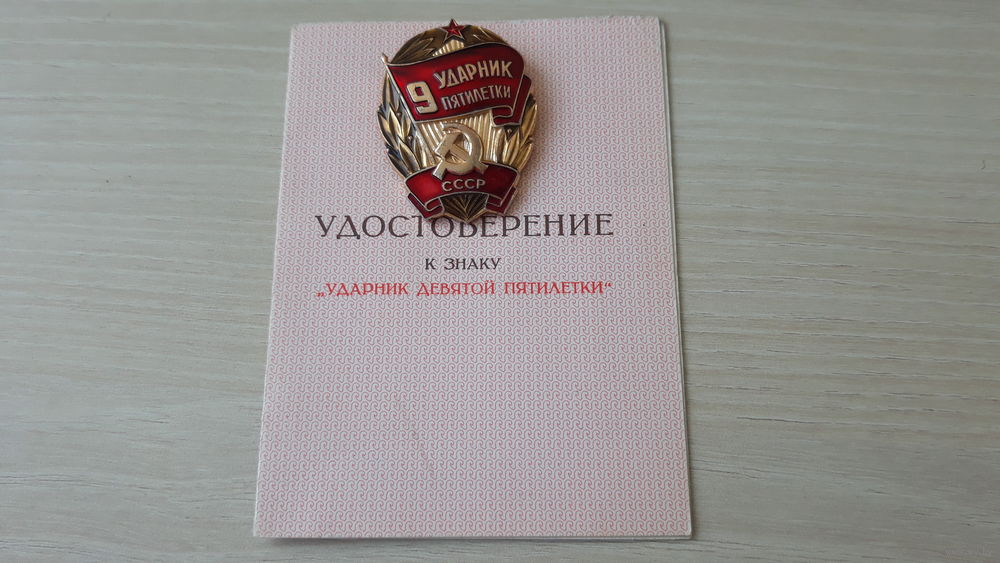 9 УДАРНИК
ПЯТИЛЕТКИ
СССР
УДОСТОВЕРЕНИЕ
К ЗНАКУ
„УДАРНИК ДЕВЯТОЙ ПЯТИЛЕТКИ“